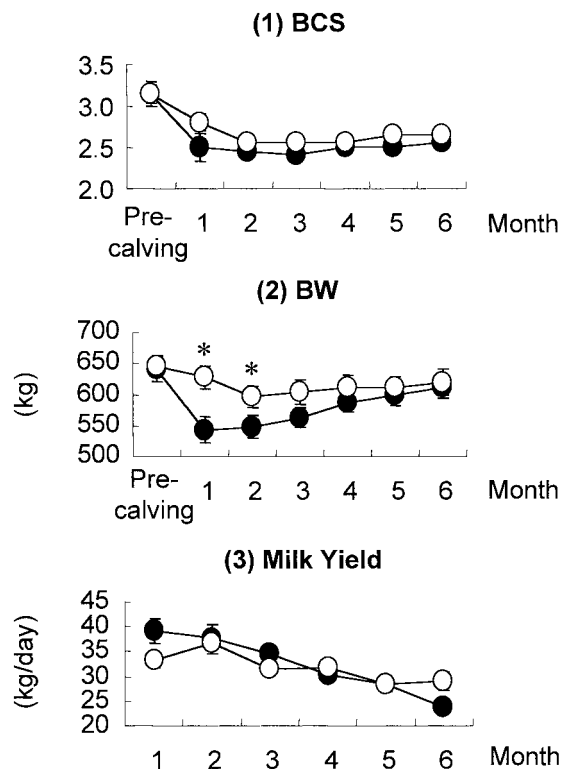 (1) BCS
3.5
3.0
2.5
2.0
Pre-
calving
1 2 3 4 5 6 Month
(2) BW
(kg)
700
650
600
550
500
* *
Pre-
calving
1 2 3 4 5 6 Month
(3) Milk Yield
(kg/day)
45
40
35
30
25
20
1 2 3 4 5 6 Month